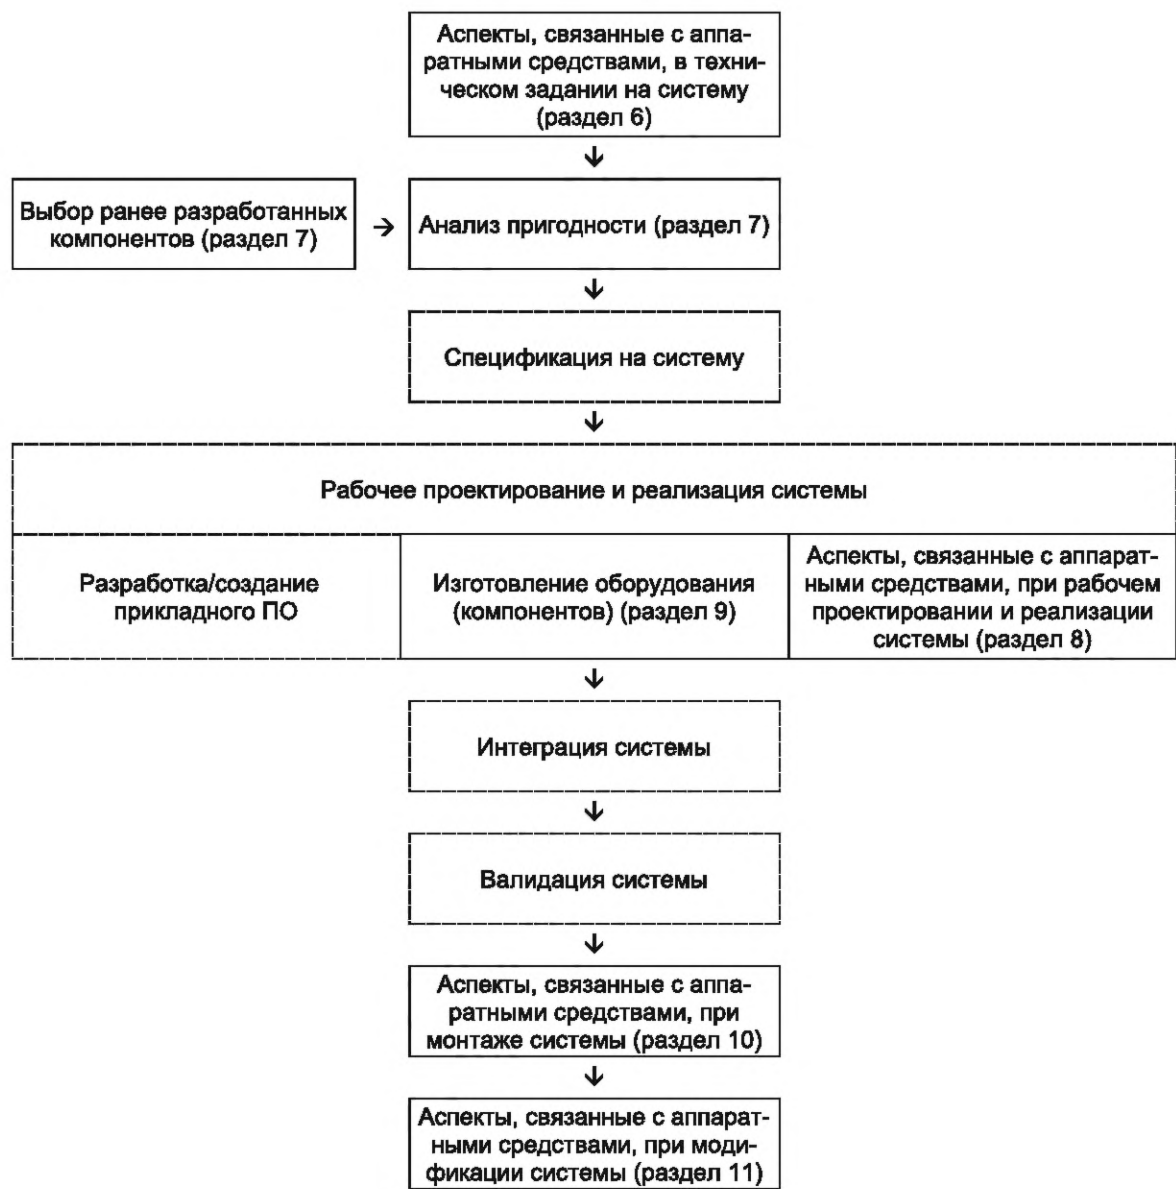 Аспекты, связанные с аппа-
ратными средствами, в техни-
ческом задании на систему
(раздел 6)
Выбор ранее разработанных
компонентов (раздел 7)
Анализ пригодности (раздел 7)
Спецификация на систему
Рабочее проектирование и реализация системы
Разработка/создание
прикладного ПО
Изготовление оборудования
(компонентов) (раздел 9)
Аспекты, связанные с аппарат-
ными средствами, при рабочем
проектировании и реализации
системы (раздел 8)
Интеграция системы
Валидация системы
Аспекты, связанные с аппа-
ратными средствами, при
монтаже системы (раздел 10)
Аспекты, связанные с аппарат-
ными средствами, при моди-
фикации системы (раздел 11)